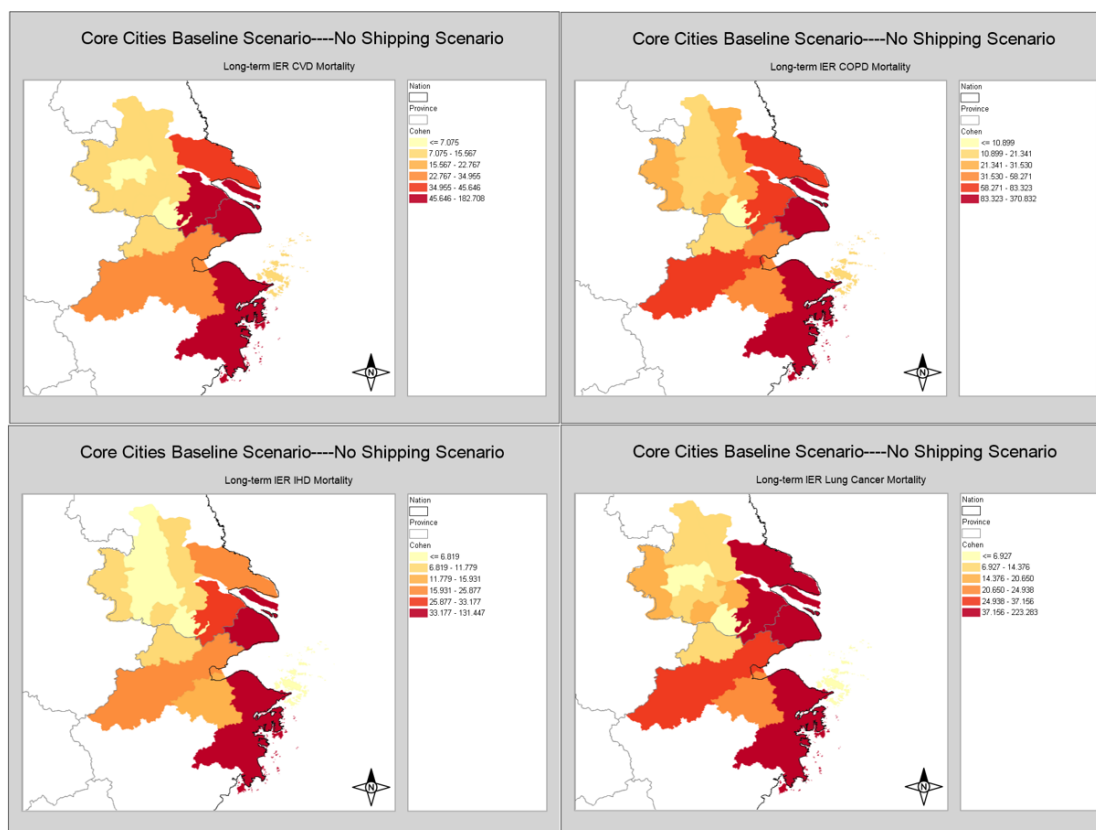 Core Cities Baseline Scenario----No Shipping Scenario
Long-term IER CVD Mortality
Nation
Province
Cohen
<= 7.075
7.075 - 15.567
15.567 - 22.767
22.767 - 34.955
34.955 - 45.646
45.646 - 182.708
N
Core Cities Baseline Scenario----No Shipping Scenario
Long-term IER COPD Mortality
Nation
Province
Cohen
<= 10.899
10.899 - 21.341
21.341 - 31.530
31.530 - 58.271
58.271 - 83.323
83.323 - 370.832
N
Core Cities Baseline Scenario----No Shipping Scenario
Long-term IER IHD Mortality
Nation
Province
Cohen
<= 6.819
6.819 - 11.779
11.779 - 15.931
15.931 - 25.877
25.877 - 33.177
33.177 - 131.447
N
Core Cities Baseline Scenario----No Shipping Scenario
Long-term IER Lung Cancer Mortality
Nation
Province
Cohen
<= 6.927
6.927 - 14.376
14.376 - 20.650
20.650 - 24.938
24.938 - 37.156
37.156 - 223.283
N